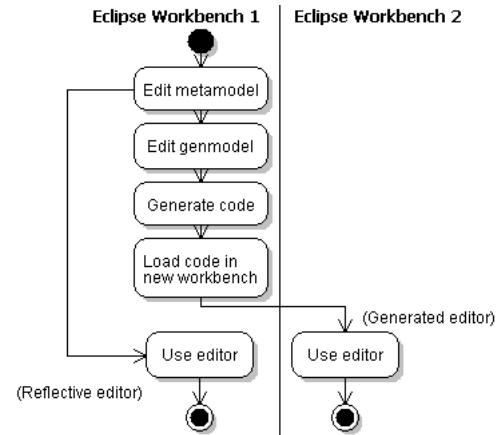 Eclipse Workbench 1
Eclipse Workbench 2
Edit metamodel
Edit genmodel
Generate code
Load code in
new workbench
(Generated editor)
Use editor
Use editor
(Reflective editor)